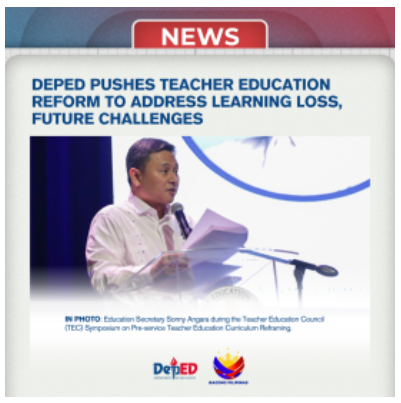 NEWS
DEPED PUSHES TEACHER EDUCATION
REFORM TO ADDRESS LEARNING LOSS,
FUTURE CHALLENGES
IN PHOTO: Education Secretary Sonny Angara during the Teacher Education Council
(TEC) Symposium on Pre-service Teacher Education Curriculum Reframing.
DepED
BAGONG PILIPINAS